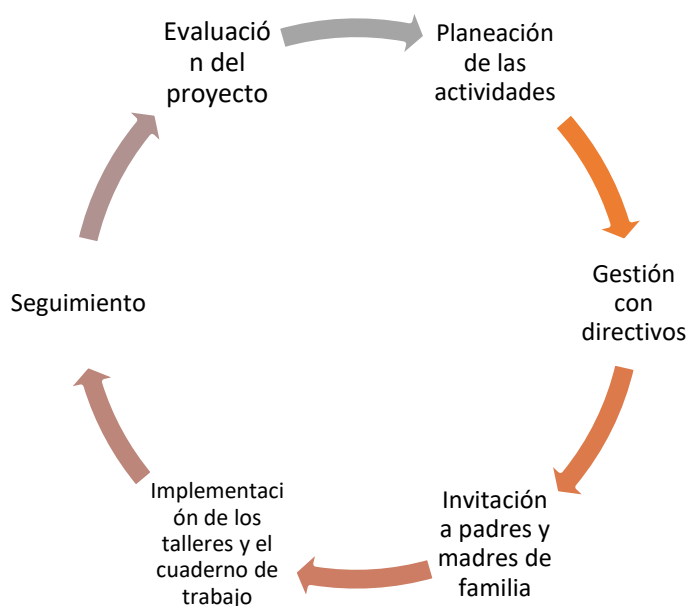 Evaluació
n del
proyecto
Planeación
de las
actividades
Gestión
con
directivos
Invitación
a padres y
madres de
familia
Implementaci
ón de los
talleres y el
cuaderno de
trabajo
Seguimiento